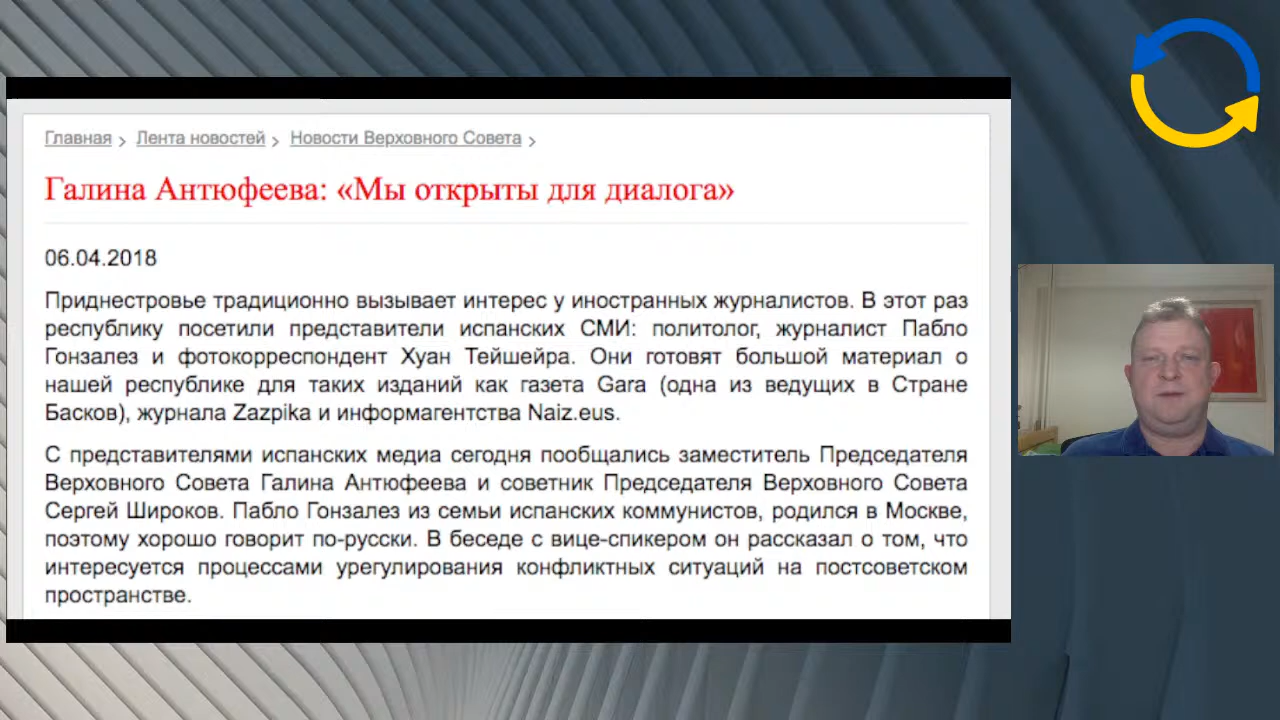 Главная > Лента новостей > Новости Верховного Совета >
Галина Антюфеева: «Мы открыты для диалога»
06.04.2018
Приднестровье традиционно вызывает интерес у иностранных журналистов. В этот раз
республику посетили представители испанских СМИ: политолог, журналист Пабло
Гонзалез и фотокорреспондент Хуан Тейшейра. Они готовят большой материал о
нашей республике для таких изданий как газета Gara (одна из ведущих в Стране
Басков), журнала Zazpika и информагентства Naiz.eus.
С представителями испанских медиа сегодня пообщались заместитель Председателя
Верховного Совета Галина Антюфеева и советник Председателя Верховного Совета
Сергей Широков. Пабло Гонзалез из семьи испанских коммунистов, родился в Москве,
поэтому хорошо говорит по-русски. В беседе с вице-спикером он рассказал о том, что
интересуется процессами урегулирования конфликтных ситуаций на постсоветском
пространстве.